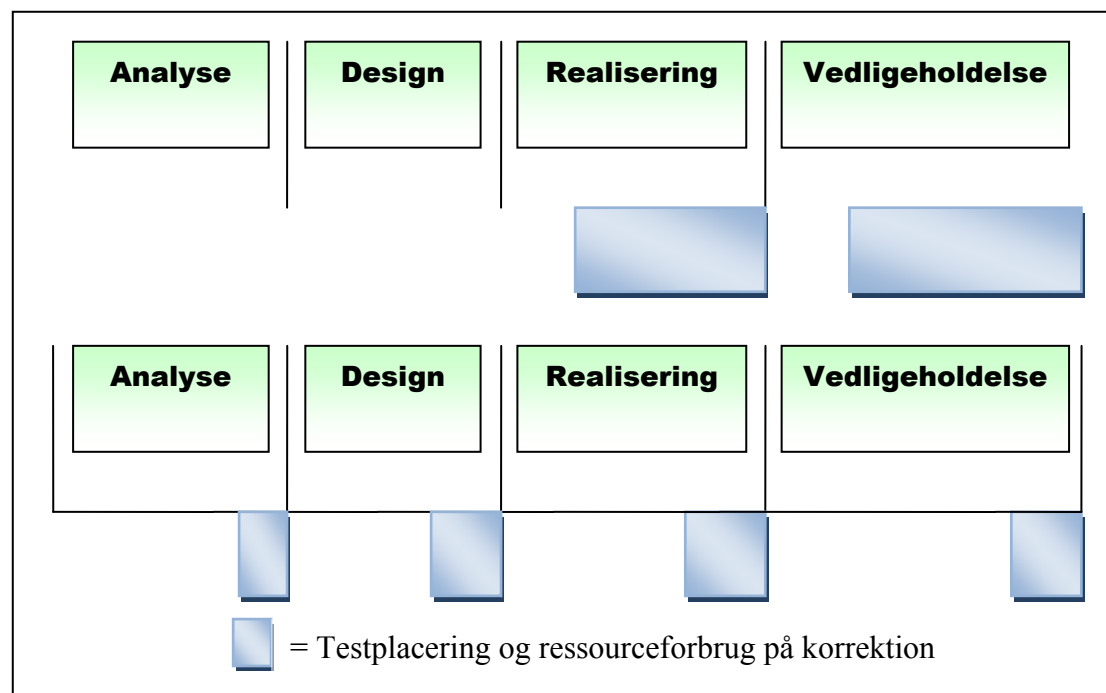 Analyse Design Realisering Vedligeholdelse
Analyse Design Realisering Vedligeholdelse
= Testplacering og ressourceforbrug på korrektion